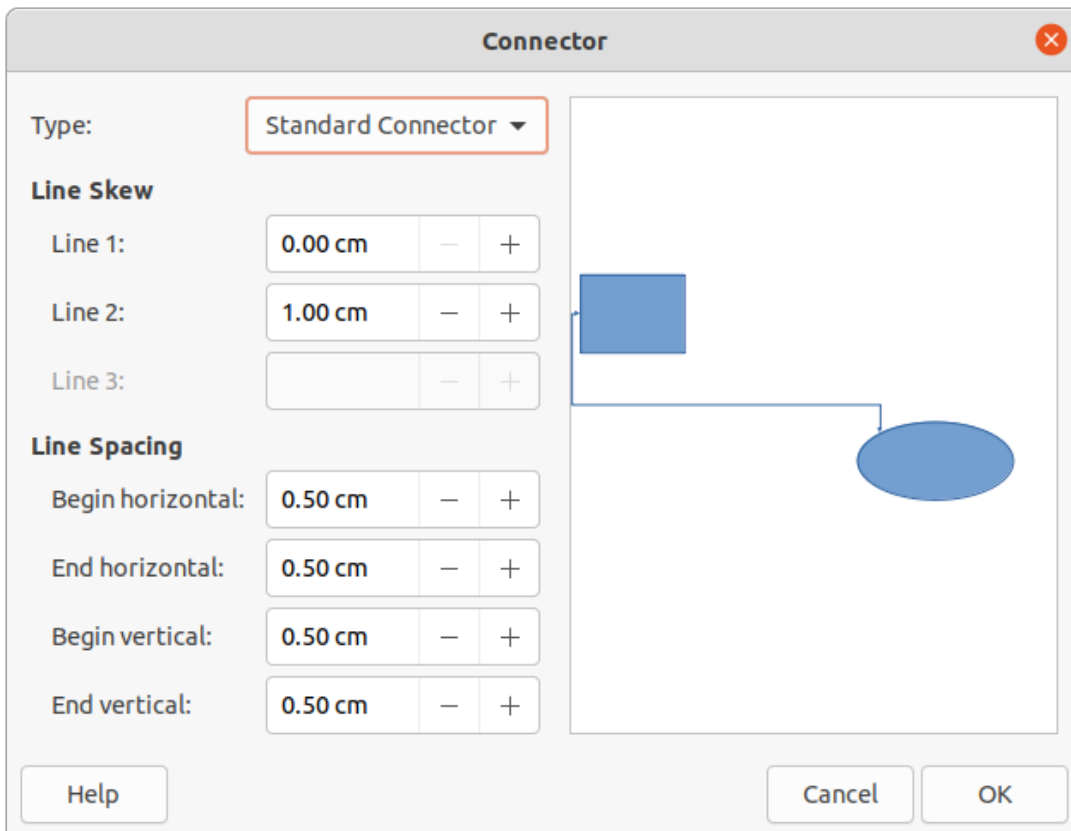 Connector
Type: Standard Connector
Line Skew
Line 1: 0.00 cm
Line 2: 1.00 cm
Line 3:
Line Spacing
Begin horizontal: 0.50 cm
End horizontal: 0.50 cm
Begin vertical: 0.50 cm
End vertical: 0.50 cm
Help Cancel OK